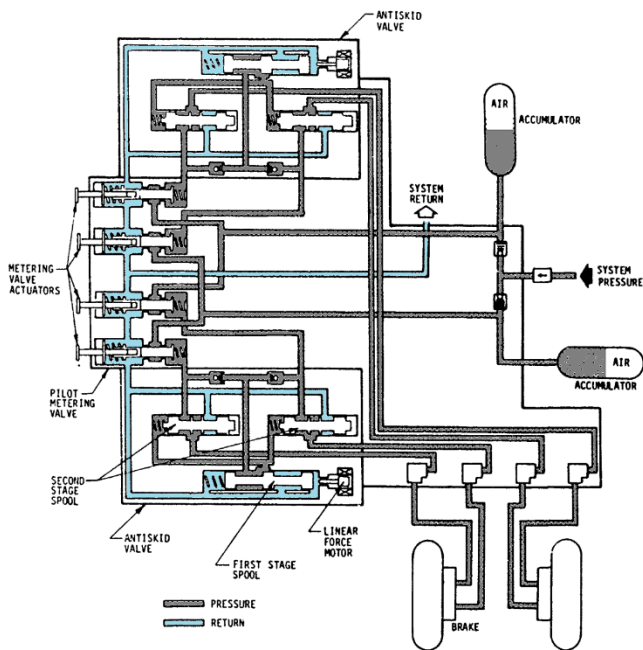 ANTISKID
VALVE
AIR
ACCUMULATOR
SYSTEM
RETURN
METERING
VALVE
ACTUATORS
SYSTEM
PRESSURE
AIR
ACCUMULATOR
PILOT
METERING
VALVE
SECOND
STAGE
SPOOL
ANTISKID
VALVE
FIRST STAGE
SPOOL
LINEAR
FORCE
MOTOR
PRESSURE
RETURN
BRAKE